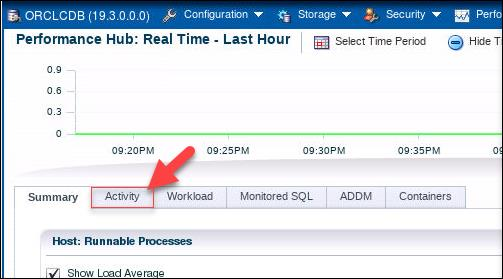 ORCLCDB (19.3.0.0.0) Configuration Storage Security Perfo
Performance Hub: Real Time - Last Hour Select Time Period Hide T
0.9
0.6
0.3
0
09:20PM 09:25PM 09:30PM 09:35PM
Summary Activity Workload Monitored SQL ADDM Containers
Host: Runnable Processes
Show Load Average